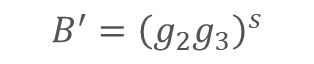 B′ = (g₂g₃)ˢ